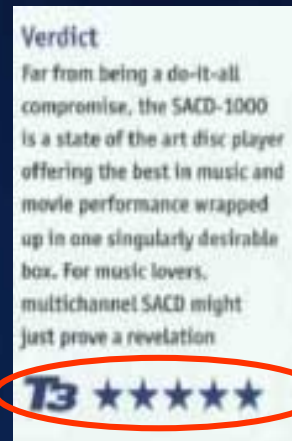 Verdict
Far from being a do-it-all
compromise, the SACD-1000
is a state of the art disc player
offering the best in music and
movie performance wrapped
up in one singularly desirable
box. For music lovers,
multichannel SACD might
just prove a revelation
T3 ★★★★★